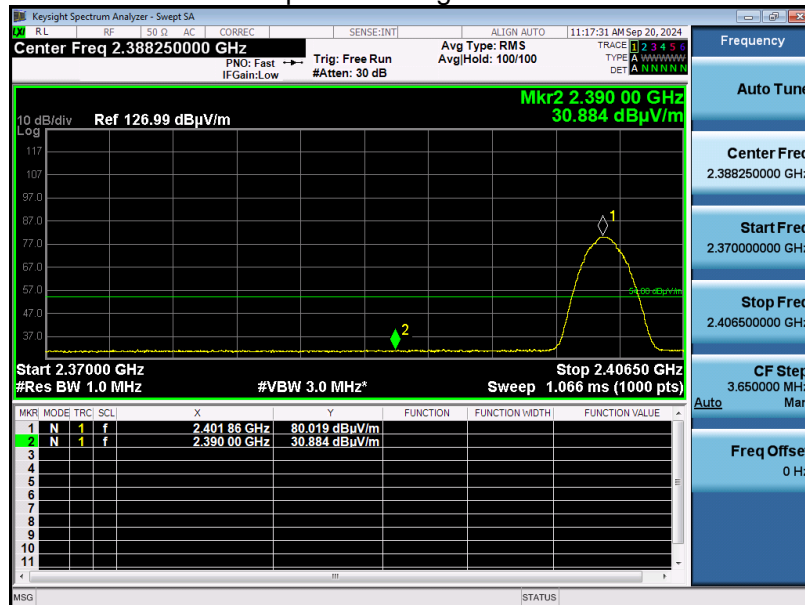 Keysight Spectrum Analyzer - Swept SA
LXI RL RF 50 Ω AC CORREC SENSE:INT ALIGN AUTO 11:17:31 AM Sep 20, 2024
Center Freq 2.388250000 GHz
PNO: Fast
IFGain:Low
Trig: Free Run
#Atten: 30 dB
Avg Type: RMS
Avg|Hold: 100/100
TRACE 1 2 3 4 5 6
TYPE A WWWWW
DET A N N N N N
Mkr2 2.390 00 GHz
30.884 dBµV/m
10 dB/div Ref 126.99 dBµV/m
Log
117
107
97.0
87.0
77.0
67.0
57.0
47.0
37.0
1
54.00 dBµV/m
2
Start 2.37000 GHz Stop 2.40650 GHz
#Res BW 1.0 MHz #VBW 3.0 MHz* Sweep 1.066 ms (1000 pts)
MKR MODE TRC SCL X Y FUNCTION FUNCTION WIDTH FUNCTION VALUE
1 N 1 f 2.401 86 GHz 80.019 dBµV/m
2 N 1 f 2.390 00 GHz 30.884 dBµV/m
3
4
5
6
7
8
9
10
11
MSG STATUS
Frequency
Auto Tune
Center Freq
2.388250000 GHz
Start Freq
2.370000000 GHz
Stop Freq
2.406500000 GHz
CF Step
3.650000 MHz
Auto Man
Freq Offset
0 Hz